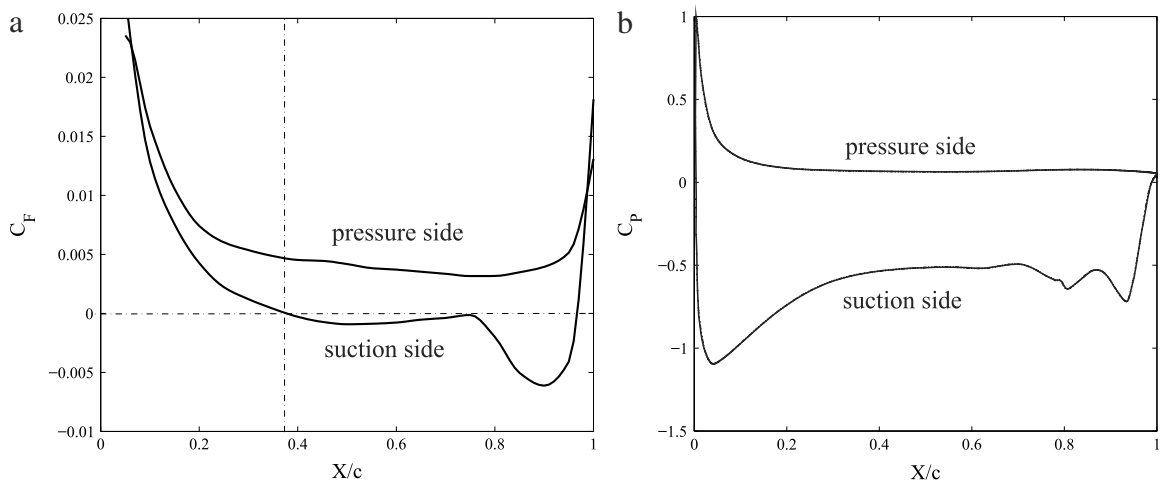 a
0.025
0.02
0.015
0.01
0.005
0
−0.005
−0.01
C_F
pressure side
suction side
0 0.2 0.4 0.6 0.8 1
X/c
b
1
0.5
0
−0.5
−1
−1.5
C_P
pressure side
suction side
0 0.2 0.4 0.6 0.8 1
X/c